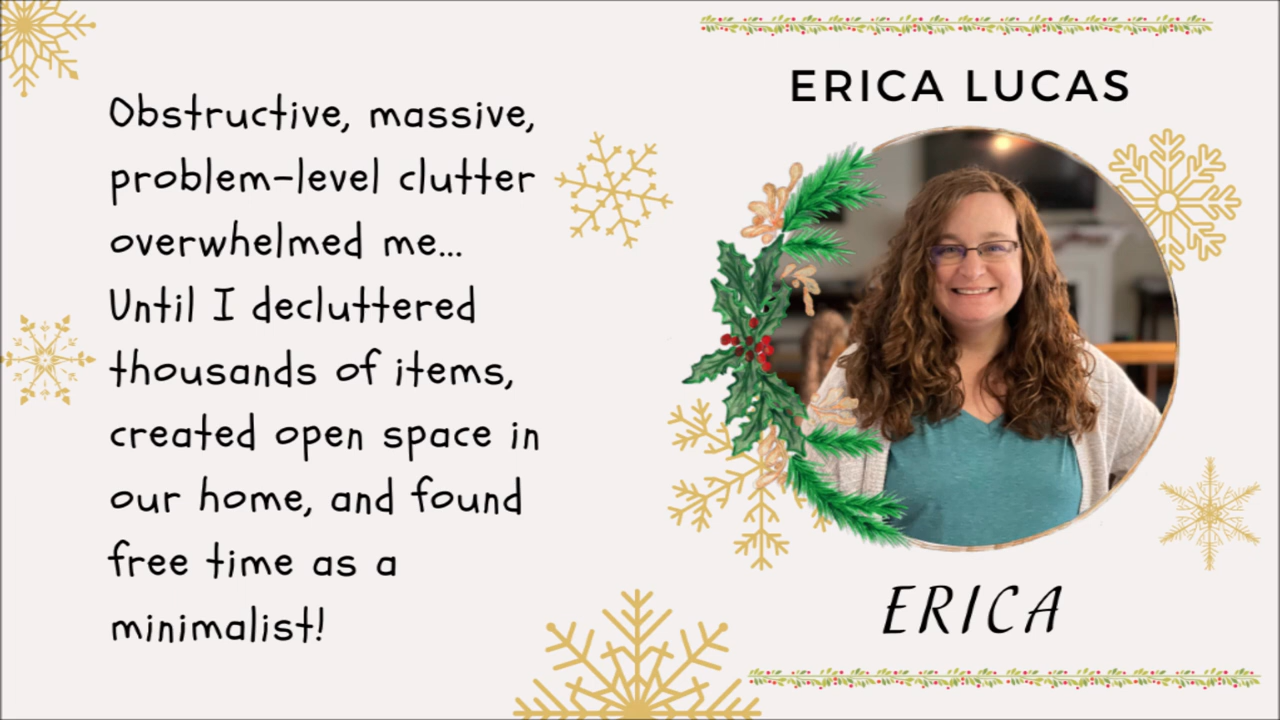 Obstructive, massive,
problem-level clutter
overwhelmed me...
Until I decluttered
thousands of items,
created open space in
our home, and found
free time as a
minimalist!
ERICA LUCAS
ERICA